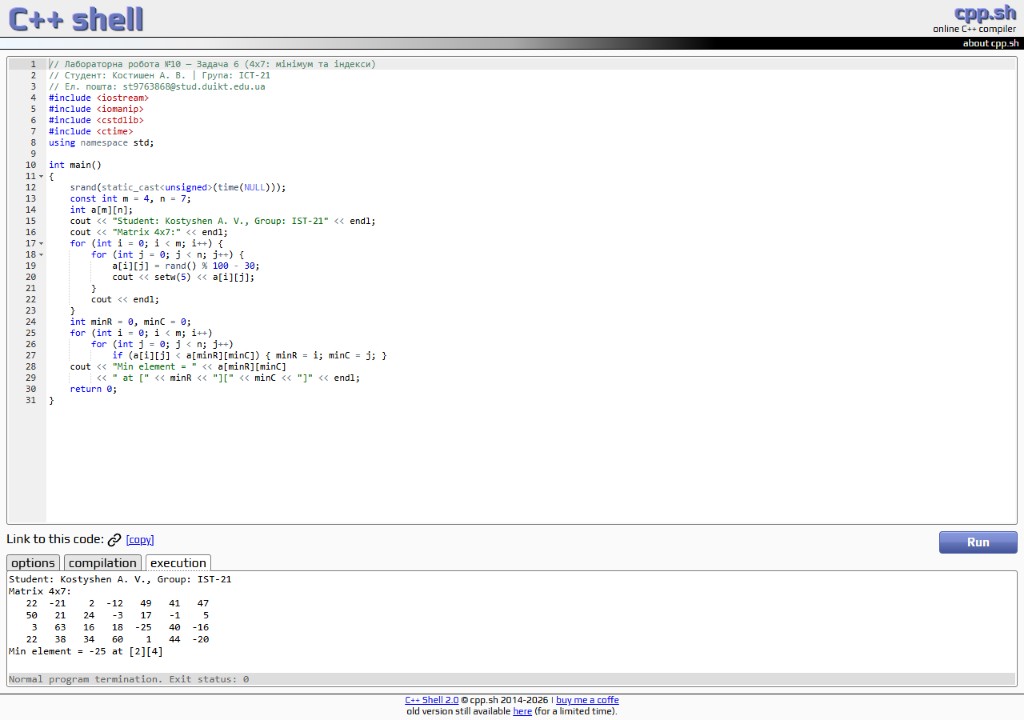 C++ shell
cpp.sh
online C++ compiler
about cpp.sh
1 // Лабораторна робота №10 — Задача 6 (4x7: мінімум та індекси)
2 // Студент: Костишен А. В. | Група: ІСТ-21
3 // Ел. пошта: st9763868@stud.duikt.edu.ua
4 #include <iostream>
5 #include <iomanip>
6 #include <cstdlib>
7 #include <ctime>
8 using namespace std;
9
10 int main()
11 {
12     srand(static_cast<unsigned>(time(NULL)));
13     const int m = 4, n = 7;
14     int a[m][n];
15     cout << "Student: Kostyshen A. V., Group: IST-21" << endl;
16     cout << "Matrix 4x7:" << endl;
17     for (int i = 0; i < m; i++) {
18         for (int j = 0; j < n; j++) {
19             a[i][j] = rand() % 100 - 30;
20             cout << setw(5) << a[i][j];
21         }
22         cout << endl;
23     }
24     int minR = 0, minC = 0;
25     for (int i = 0; i < m; i++)
26         for (int j = 0; j < n; j++)
27             if (a[i][j] < a[minR][minC]) { minR = i; minC = j; }
28     cout << "Min element = " << a[minR][minC]
29          << " at [" << minR << "][" << minC << "]" << endl;
30     return 0;
31 }
Link to this code: [copy]
Run
options compilation execution
Student: Kostyshen A. V., Group: IST-21
Matrix 4x7:
22 -21 2 -12 49 41 47
50 21 24 -3 17 -1 5
3 63 16 18 -25 40 -16
22 38 34 60 1 44 -20
Min element = -25 at [2][4]
Normal program termination. Exit status: 0
C++ Shell 2.0 © cpp.sh 2014-2026 | buy me a coffe
old version still available here (for a limited time).